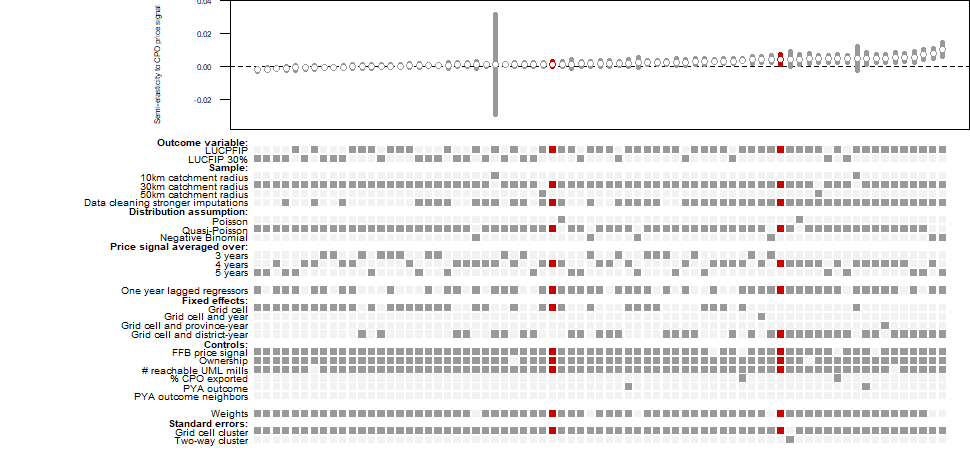 0.04
0.02
0.00
-0.02
Semi-elasticity to CPO price signal
Outcome variable:
LUCPFIP
LUCFIP 30%
Sample:
10km catchment radius
30km catchment radius
50km catchment radius
Data cleaning stronger imputations
Distribution assumption:
Poisson
Quasi-Poisson
Negative Binomial
Price signal averaged over:
3 years
4 years
5 years
One year lagged regressors
Fixed effects:
Grid cell
Grid cell and year
Grid cell and province-year
Grid cell and district-year
Controls:
FFB price signal
Ownership
# reachable UML mills
% CPO exported
PYA outcome
PYA outcome neighbors
Weights
Standard errors:
Grid cell cluster
Two-way cluster